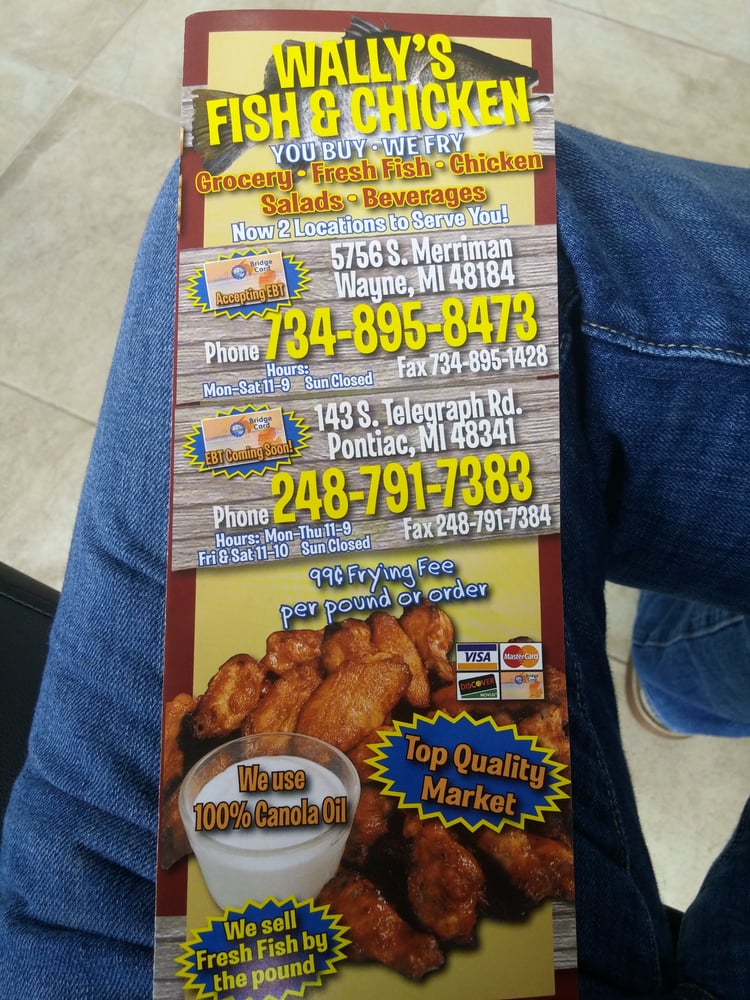 WALLY'S
FISH & CHICKEN
YOU BUY • WE FRY
Grocery • Fresh Fish • Chicken
Salads • Beverages
Now 2 Locations to Serve You!
Bridge
Card
Accepting EBT
5756 S. Merriman
Wayne, MI 48184
Phone 734-895-8473
Fax 734-895-1428
Hours:
Mon-Sat 11-9 Sun Closed
Bridge
Card
EBT Coming Soon!
143 S. Telegraph Rd.
Pontiac, MI 48341
Phone 248-791-7383
Fax 248-791-7384
Hours: Mon-Thu 11-9
Fri & Sat 11-10 Sun Closed
99¢ Frying Fee
per pound or order
VISA MasterCard
DISCOVER
NOVUS
Top Quality
Market
We use
100% Canola Oil
We sell
Fresh Fish by
the pound